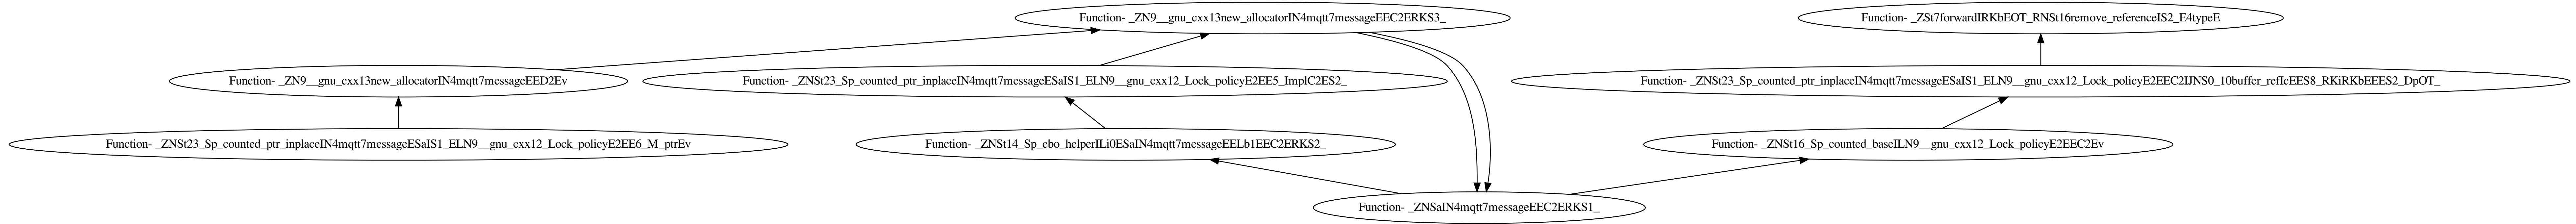 Function- _ZN9__gnu_cxx13new_allocatorIN4mqtt7messageEEC2ERKS3_
Function- _ZSt7forwardIRKbEOT_RNSt16remove_referenceIS2_E4typeE
Function- _ZN9__gnu_cxx13new_allocatorIN4mqtt7messageEED2Ev
Function- _ZNSt23_Sp_counted_ptr_inplaceIN4mqtt7messageESaIS1_ELN9__gnu_cxx12_Lock_policyE2EE5_ImplC2ES2_
Function- _ZNSt23_Sp_counted_ptr_inplaceIN4mqtt7messageESaIS1_ELN9__gnu_cxx12_Lock_policyE2EEC2IJNS0_10buffer_refIcEES8_RKiRKbEEES2_DpOT_
Function- _ZNSt23_Sp_counted_ptr_inplaceIN4mqtt7messageESaIS1_ELN9__gnu_cxx12_Lock_policyE2EE6_M_ptrEv
Function- _ZNSt14_Sp_ebo_helperILi0ESaIN4mqtt7messageEELb1EEC2ERKS2_
Function- _ZNSt16_Sp_counted_baseILN9__gnu_cxx12_Lock_policyE2EEC2Ev
Function- _ZNSaIN4mqtt7messageEEC2ERKS1_